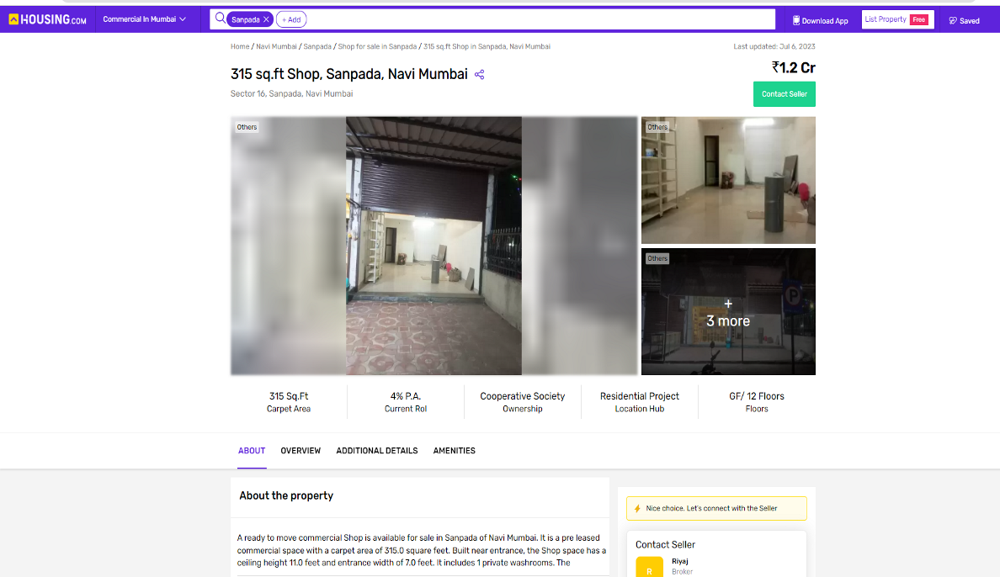 HOUSING.COM
Commercial In Mumbai
Sanpada X
+ Add
Download App
List Property Free
Saved
Home / Navi Mumbai / Sanpada / Shop for sale in Sanpada / 315 sq.ft Shop in Sanpada, Navi Mumbai
Last updated: Jul 6, 2023
315 sq.ft Shop, Sanpada, Navi Mumbai
₹1.2 Cr
Sector 16, Sanpada, Navi Mumbai
Contact Seller
Others
Others
Others
P
+
3 more
315 Sq.Ft
Carpet Area
4% P.A.
Current RoI
Cooperative Society
Ownership
Residential Project
Location Hub
GF/ 12 Floors
Floors
ABOUT OVERVIEW ADDITIONAL DETAILS AMENITIES
About the property
A ready to move commercial Shop is available for sale in Sanpada of Navi Mumbai. It is a pre leased
commercial space with a carpet area of 315.0 square feet. Built near entrance, the Shop space has a
ceiling height 11.0 feet and entrance width of 7.0 feet. It includes 1 private washrooms. The
Nice choice. Let's connect with the Seller
Contact Seller
R
Riyaj
Broker